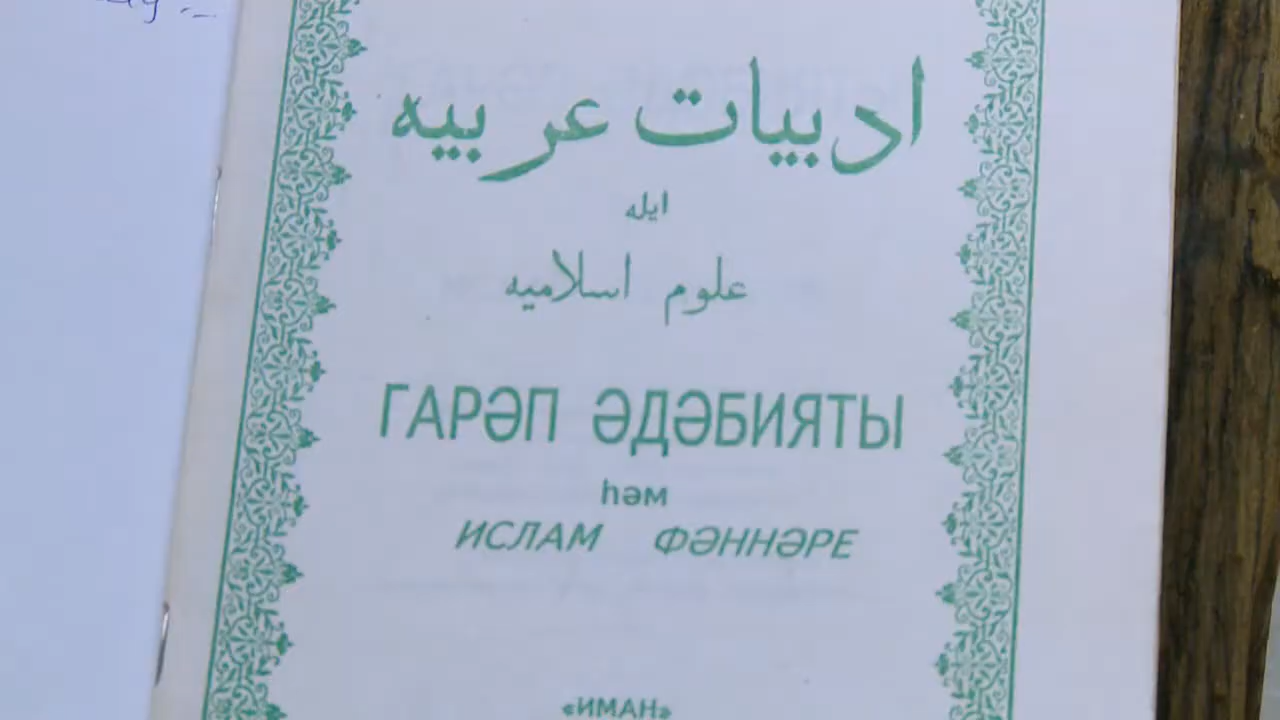 ادبيات عربيه
ايله
علوم اسلاميه
ГАРӘП ӘДӘБИЯТЫ
һәм
ИСЛАМ ФӘННӘРЕ
«ИМАН»